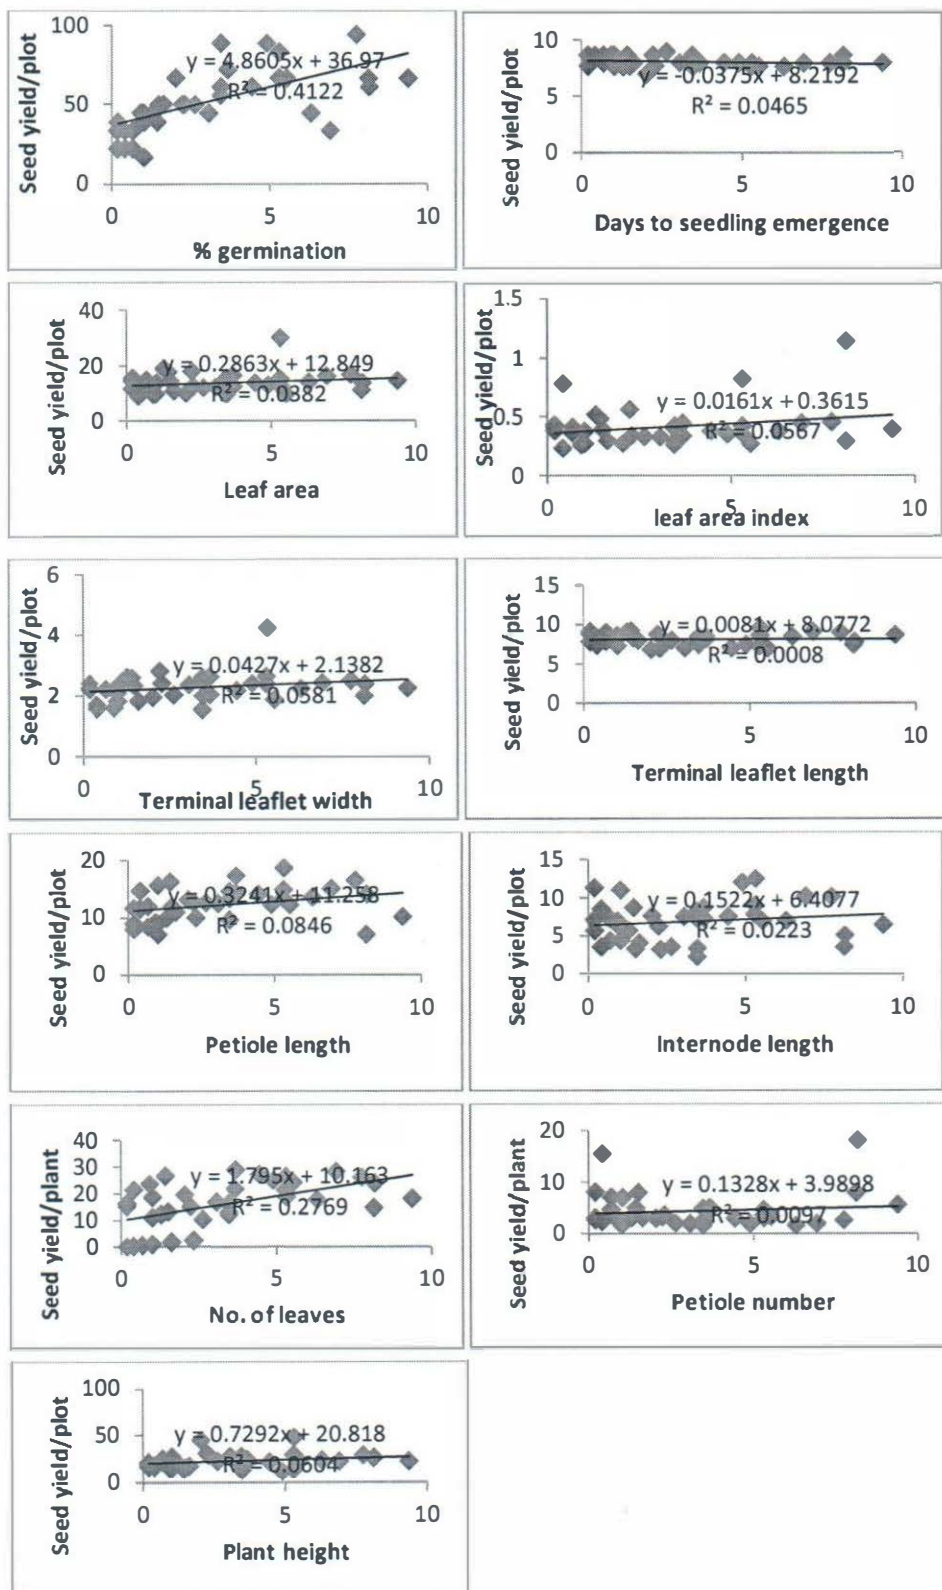 Seed yield/plot
100
50
0
y = 4.8605x + 36.97
R² = 0.4122
0 5 10
% germination
Seed yield/plot
10
5
0
y = -0.0375x + 8.2192
R² = 0.0465
0 5 10
Days to seedling emergence
Seed yield/plot
40
20
0
y = 0.2863x + 12.849
R² = 0.0382
0 5 10
Leaf area
Seed yield/plot
1.5
1
0.5
0
y = 0.0161x + 0.3615
R² = 0.0567
0 5 10
leaf area index
Seed yield/plot
6
4
2
0
y = 0.0427x + 2.1382
R² = 0.0581
0 5 10
Terminal leaflet width
Seed yield/plot
15
10
5
0
y = 0.0081x + 8.0772
R² = 0.0008
0 5 10
Terminal leaflet length
Seed yield/plot
20
10
0
y = 0.3241x + 11.258
R² = 0.0846
0 5 10
Petiole length
Seed yield/plot
15
10
5
0
y = 0.1522x + 6.4077
R² = 0.0223
0 5 10
Internode length
Seed yield/plant
40
30
20
10
0
y = 1.795x + 10.163
R² = 0.2769
0 5 10
No. of leaves
Seed yield/plant
20
10
0
y = 0.1328x + 3.9898
R² = 0.0097
0 5 10
Petiole number
Seed yield/plot
100
50
0
y = 0.7292x + 20.818
R² = 0.0604
0 5 10
Plant height